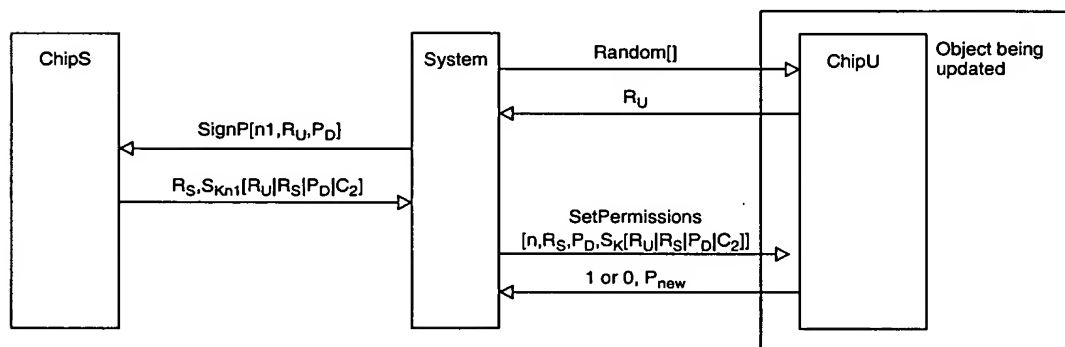 ChipS
System
ChipU
Object being
updated
Random[]
R_U
SignP[n1,R_U,P_D]
R_S,S_Kn1[R_U|R_S|P_D|C_2]
SetPermissions
[n,R_S,P_D,S_K[R_U|R_S|P_D|C_2]]
1 or 0, P_new